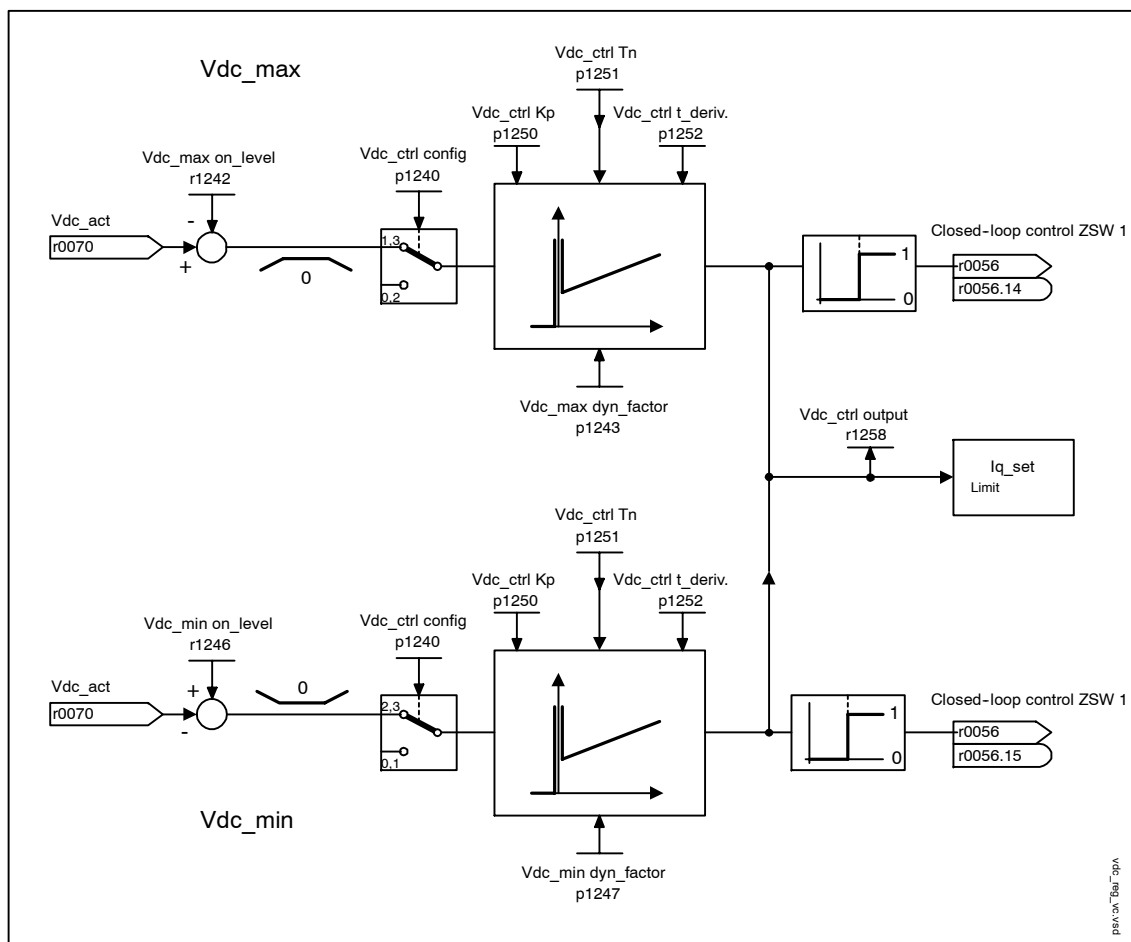 Vdc_max
Vdc_ctrl Tn
p1251
Vdc_ctrl Kp
p1250
Vdc_ctrl t_deriv.
p1252
Vdc_max on_level
r1242
Vdc_ctrl config
p1240
Vdc_act
r0070
-
+
0
1,3
0,2
1
0
Closed-loop control ZSW 1
r0056
r0056.14
Vdc_max dyn_factor
p1243
Vdc_ctrl output
r1258
Iq_set
Limit
Vdc_ctrl Tn
p1251
Vdc_ctrl Kp
p1250
Vdc_ctrl t_deriv.
p1252
Vdc_min on_level
r1246
Vdc_ctrl config
p1240
Vdc_act
r0070
+
-
0
2,3
0,1
1
0
Closed-loop control ZSW 1
r0056
r0056.15
Vdc_min
Vdc_min dyn_factor
p1247
vdc_reg_vc.vsd